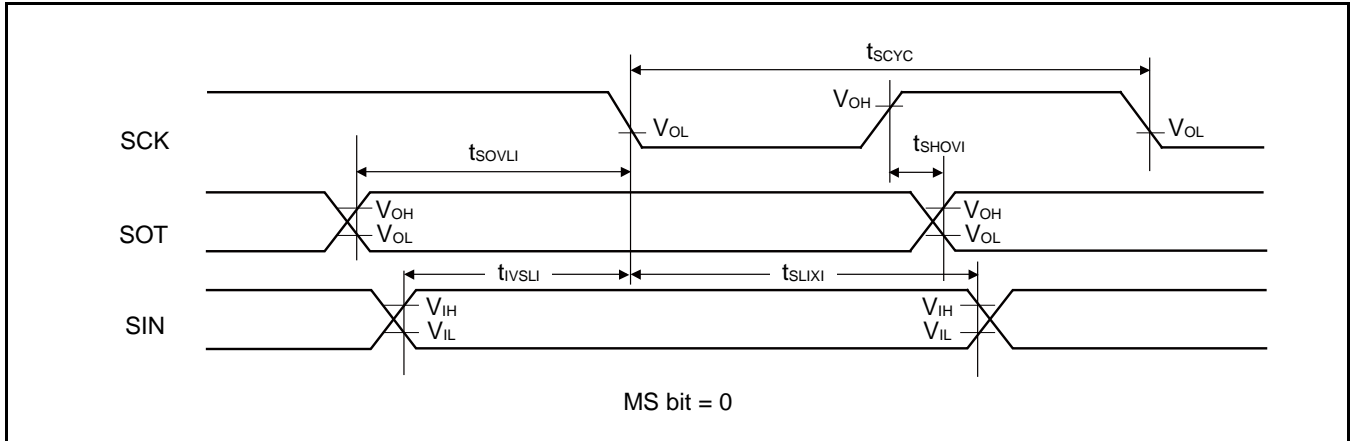 tSCYC
SCK
VOH
VOL
VOL
tSOVLI
tSHOVI
SOT
VOH
VOL
VOH
VOL
tIVSLI
tSLIXI
SIN
VIH
VIL
VIH
VIL
MS bit = 0